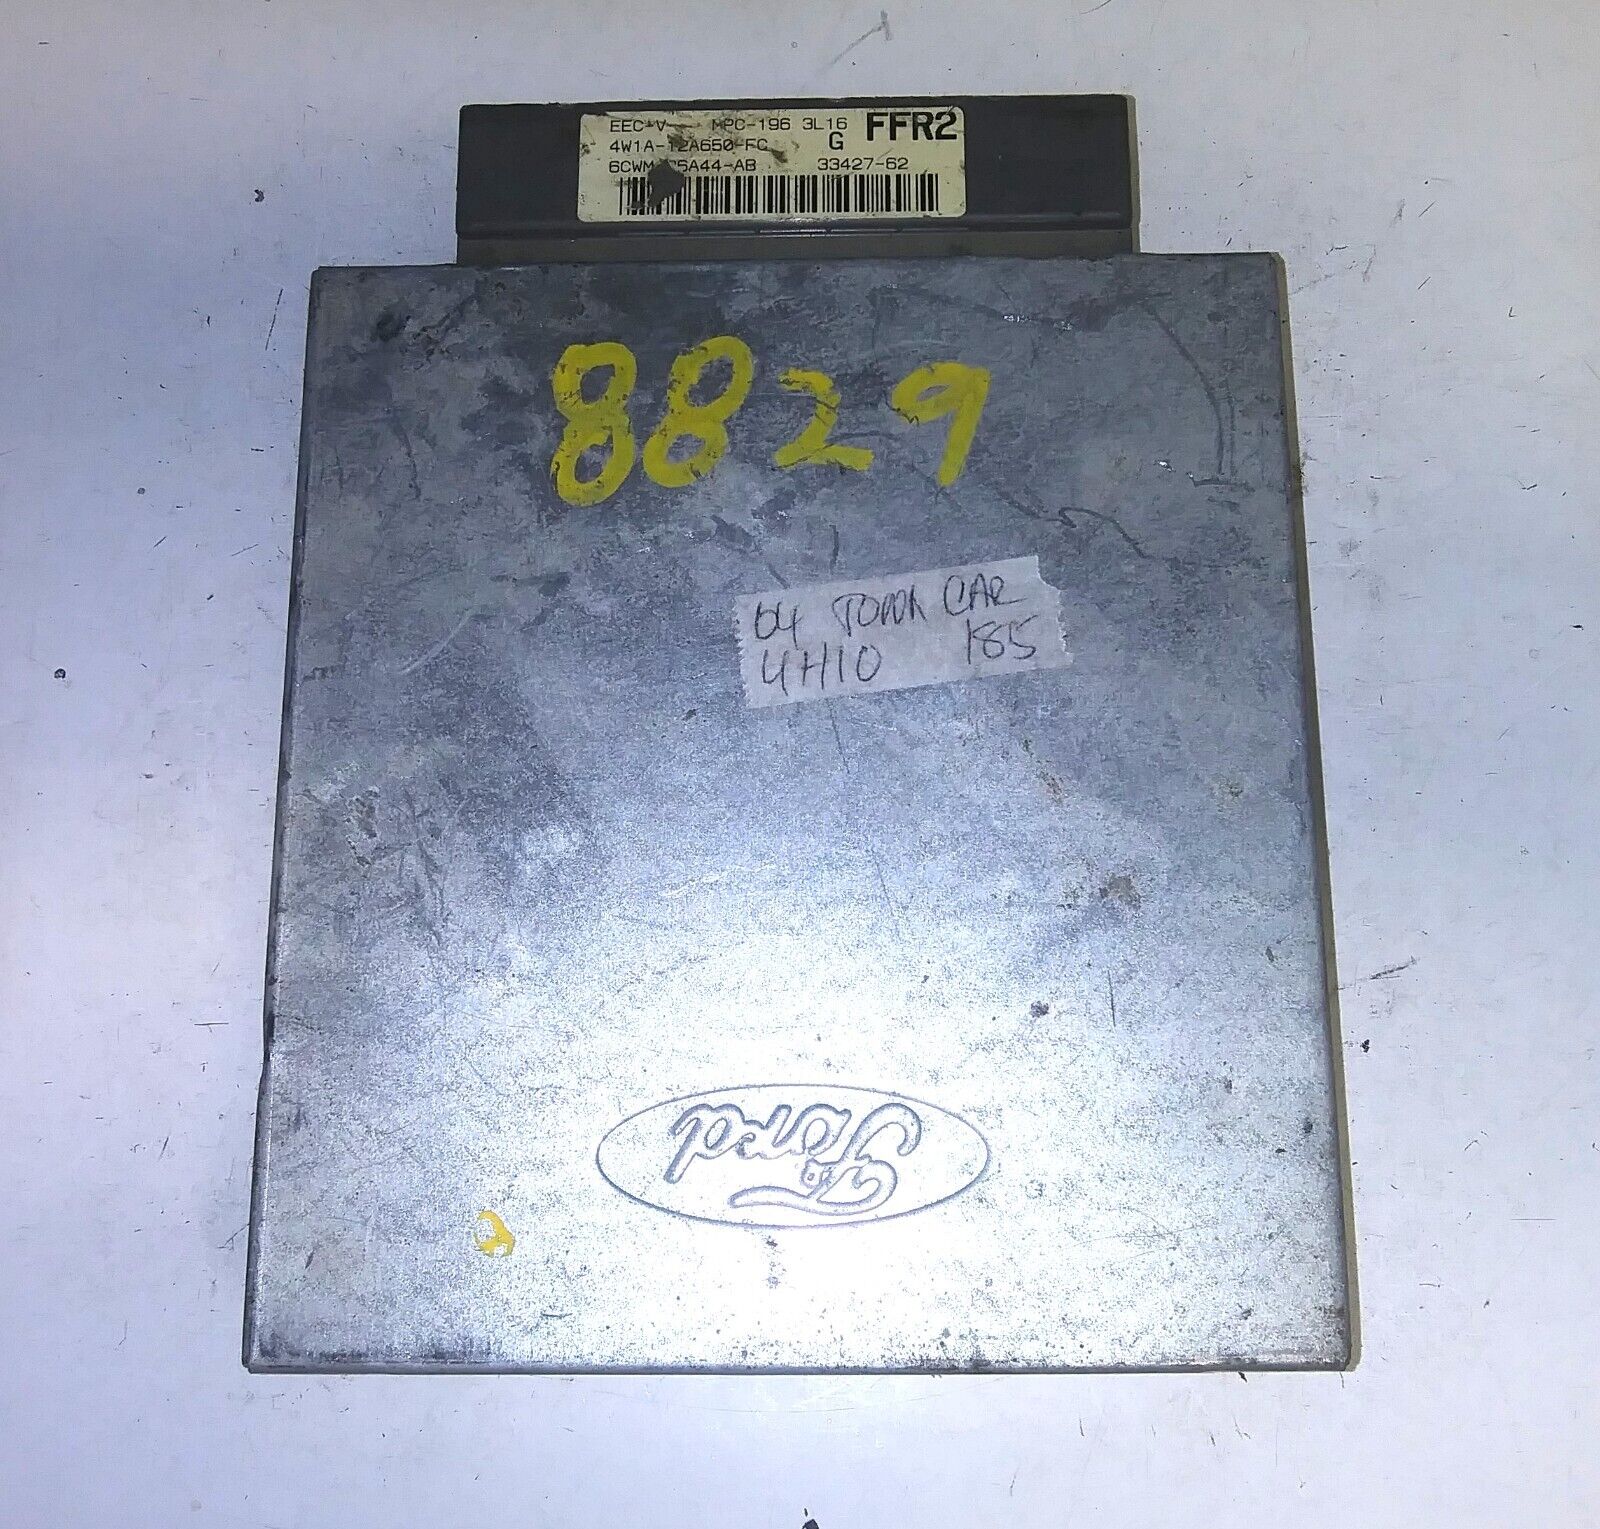 EEC-V MPC-196 3L16 FFR2
4W1A-12A650-FC G
33427-62
8829
04 TOWN CAR
4H10 185
Ford